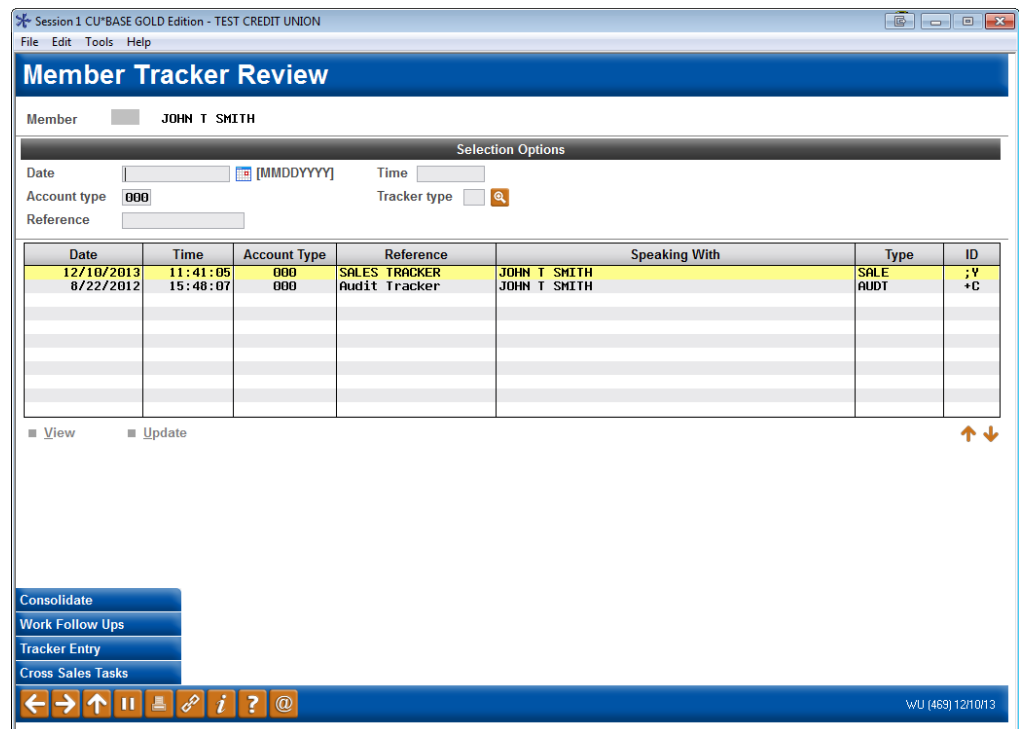 Session 1 CU*BASE GOLD Edition - TEST CREDIT UNION
File Edit Tools Help
Member Tracker Review
Member JOHN T SMITH
Selection Options
Date [MMDDYYYY] Time
Account type 000 Tracker type
Reference
Date Time Account Type Reference Speaking With Type ID
12/10/2013 11:41:05 000 SALES TRACKER JOHN T SMITH SALE ;Y
8/22/2012 15:48:07 000 Audit Tracker JOHN T SMITH AUDT +C
View Update
Consolidate
Work Follow Ups
Tracker Entry
Cross Sales Tasks
i ? @ WU (469) 12/10/13